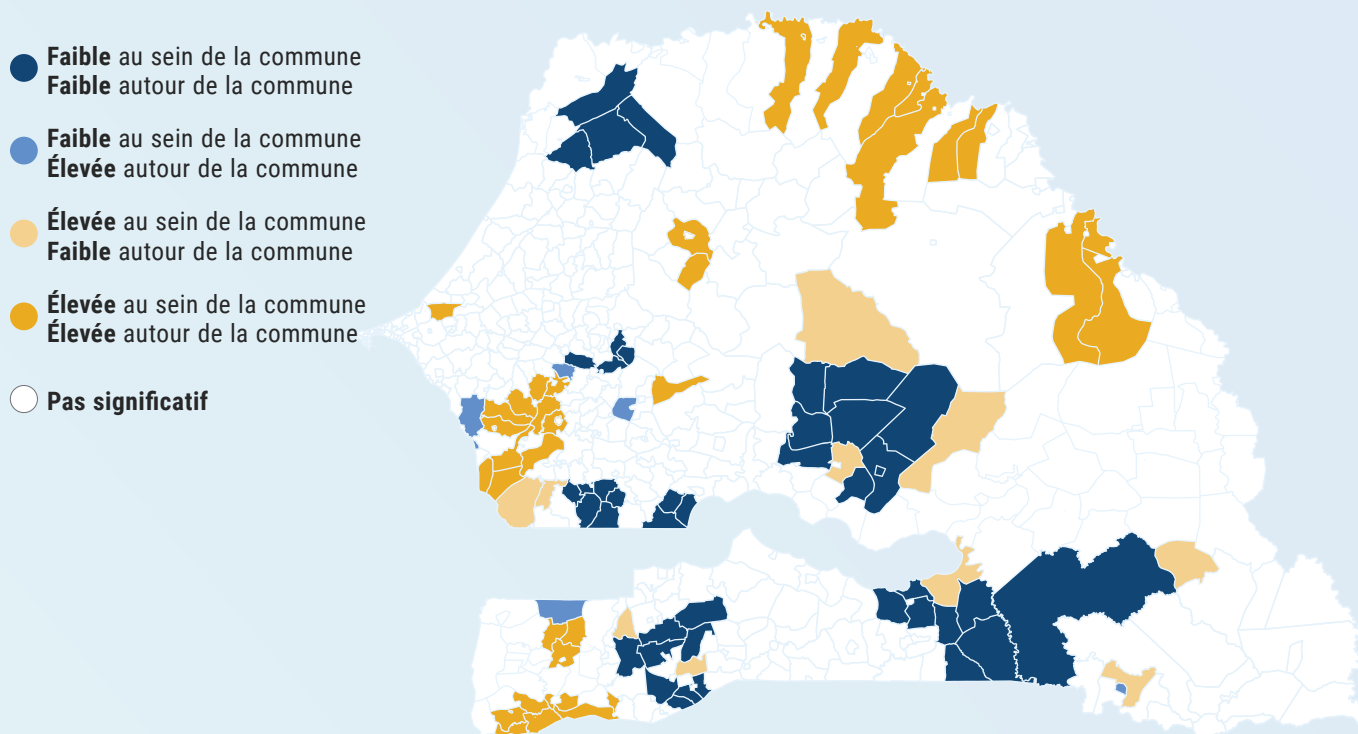 Faible au sein de la commune
Faible autour de la commune
Faible au sein de la commune
Élevée autour de la commune
Élevée au sein de la commune
Faible autour de la commune
Élevée au sein de la commune
Élevée autour de la commune
Pas significatif